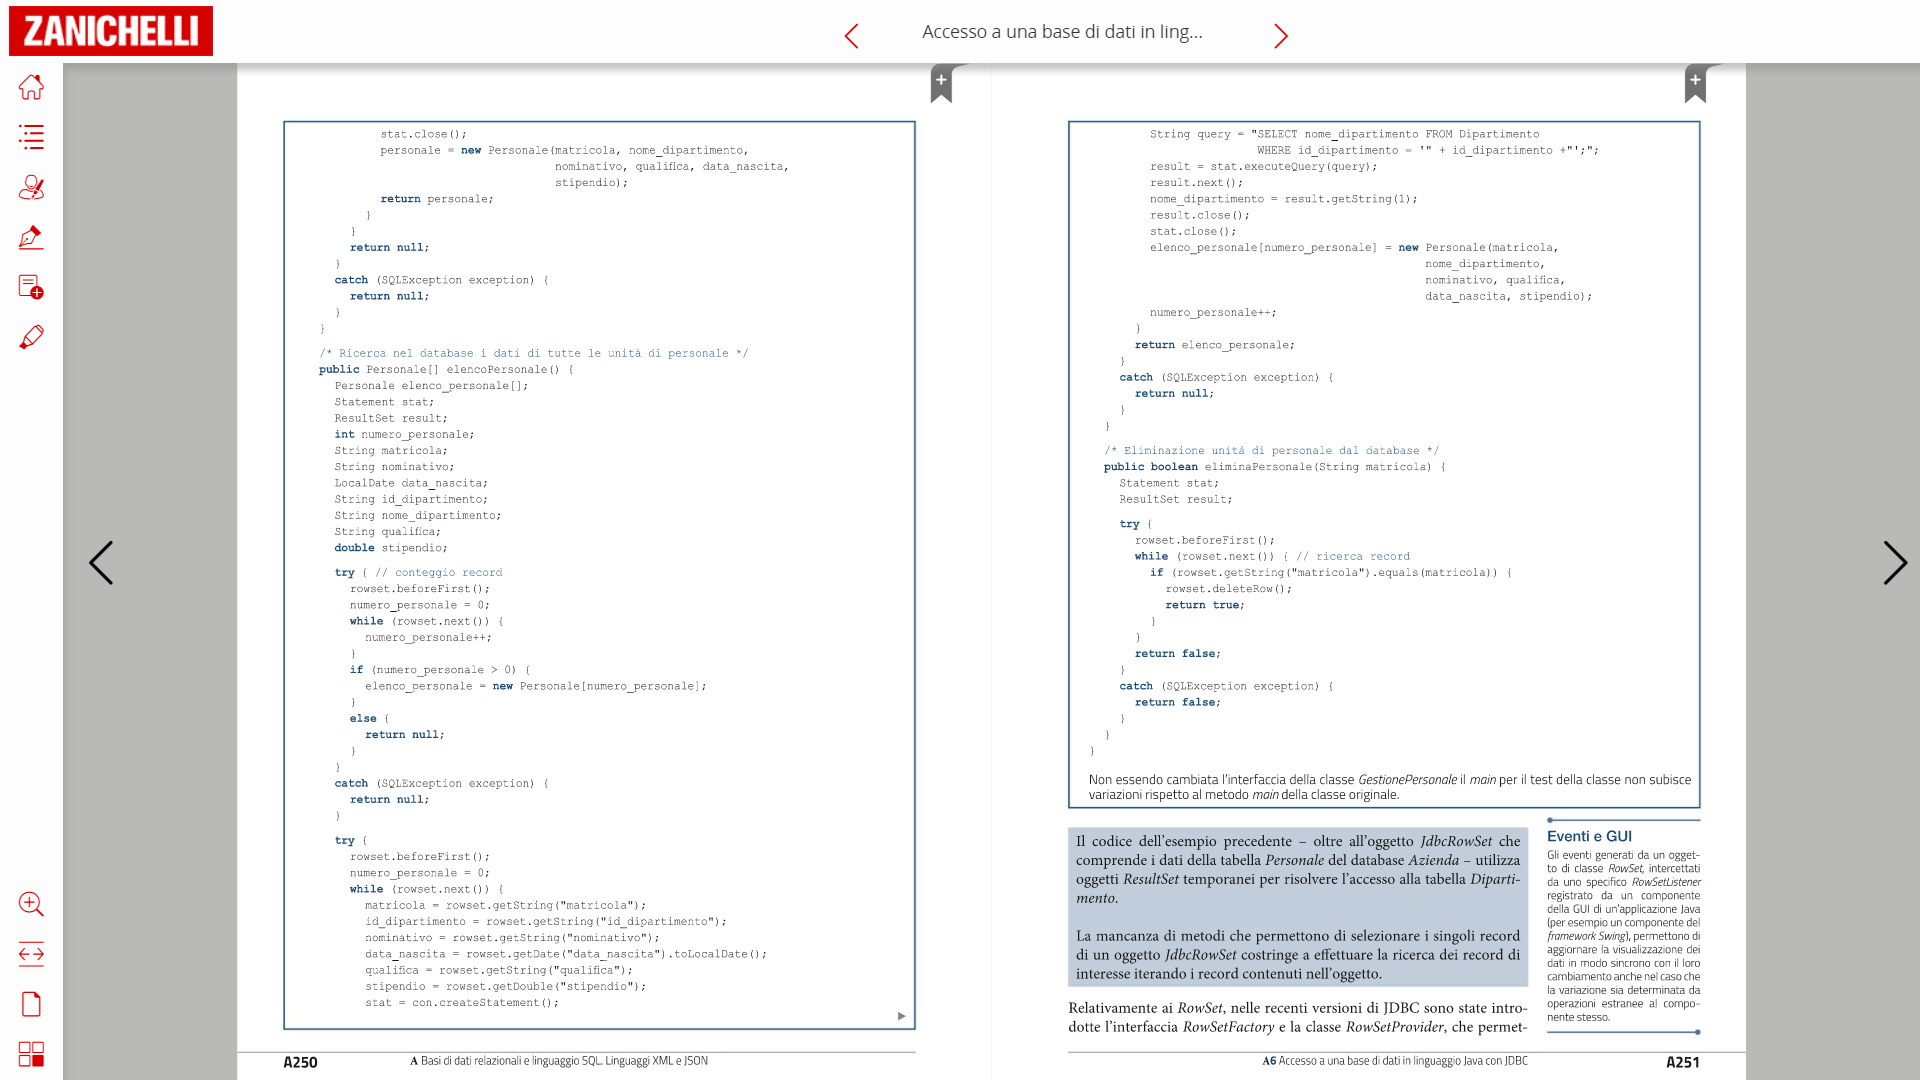 ZANICHELLI
Accesso a una base di dati in ling...
stat.close();
personale = new Personale(matricola, nome_dipartimento,
nominativo, qualifica, data_nascita,
stipendio);
return personale;
}
}
return null;
}
catch (SQLException exception) {
return null;
}
}
/* Ricerca nel database i dati di tutte le unità di personale */
public Personale[] elencoPersonale() {
Personale elenco_personale[];
Statement stat;
ResultSet result;
int numero_personale;
String matricola;
String nominativo;
LocalDate data_nascita;
String id_dipartimento;
String nome_dipartimento;
String qualifica;
double stipendio;
try { // conteggio record
rowset.beforeFirst();
numero_personale = 0;
while (rowset.next()) {
numero_personale++;
}
if (numero_personale > 0) {
elenco_personale = new Personale[numero_personale];
}
else {
return null;
}
}
catch (SQLException exception) {
return null;
}
try {
rowset.beforeFirst();
numero_personale = 0;
while (rowset.next()) {
matricola = rowset.getString("matricola");
id_dipartimento = rowset.getString("id_dipartimento");
nominativo = rowset.getString("nominativo");
data_nascita = rowset.getDate("data_nascita").toLocalDate();
qualifica = rowset.getString("qualifica");
stipendio = rowset.getDouble("stipendio");
stat = con.createStatement();
A250
A Basi di dati relazionali e linguaggio SQL. Linguaggi XML e JSON
String query = "SELECT nome_dipartimento FROM Dipartimento
WHERE id_dipartimento = '" + id_dipartimento +"';";
result = stat.executeQuery(query);
result.next();
nome_dipartimento = result.getString(1);
result.close();
stat.close();
elenco_personale[numero_personale] = new Personale(matricola,
nome_dipartimento,
nominativo, qualifica,
data_nascita, stipendio);
numero_personale++;
}
return elenco_personale;
}
catch (SQLException exception) {
return null;
}
}
/* Eliminazione unità di personale dal database */
public boolean eliminaPersonale(String matricola) {
Statement stat;
ResultSet result;
try {
rowset.beforeFirst();
while (rowset.next()) { // ricerca record
if (rowset.getString("matricola").equals(matricola)) {
rowset.deleteRow();
return true;
}
}
return false;
}
catch (SQLException exception) {
return false;
}
}
}
Non essendo cambiata l'interfaccia della classe GestionePersonale il main per il test della classe non subisce
variazioni rispetto al metodo main della classe originale.
Il codice dell'esempio precedente – oltre all'oggetto JdbcRowSet che
comprende i dati della tabella Personale del database Azienda – utilizza
oggetti ResultSet temporanei per risolvere l'accesso alla tabella Diparti-
mento.
La mancanza di metodi che permettono di selezionare i singoli record
di un oggetto JdbcRowSet costringe a effettuare la ricerca dei record di
interesse iterando i record contenuti nell'oggetto.
Relativamente ai RowSet, nelle recenti versioni di JDBC sono state intro-
dotte l'interfaccia RowSetFactory e la classe RowSetProvider, che permet-
Eventi e GUI
Gli eventi generati da un ogget-
to di classe RowSet, intercettati
da uno specifico RowSetListener
registrato da un componente
della GUI di un'applicazione Java
(per esempio un componente del
framework Swing), permettono di
aggiornare la visualizzazione dei
dati in modo sincrono con il loro
cambiamento anche nel caso che
la variazione sia determinata da
operazioni estranee al compo-
nente stesso.
A6 Accesso a una base di dati in linguaggio Java con JDBC
A251